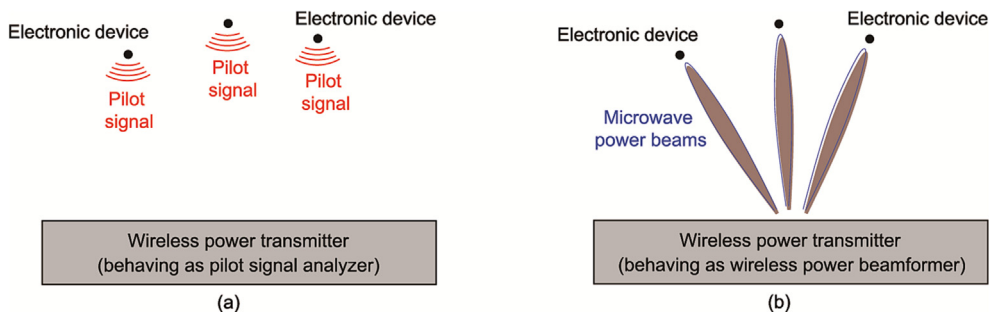 Electronic device
Electronic device
Pilot
signal
Pilot
signal
Pilot
signal
Wireless power transmitter
(behaving as pilot signal analyzer)
(a)
Electronic device
Electronic device
Microwave
power beams
Wireless power transmitter
(behaving as wireless power beamformer)
(b)